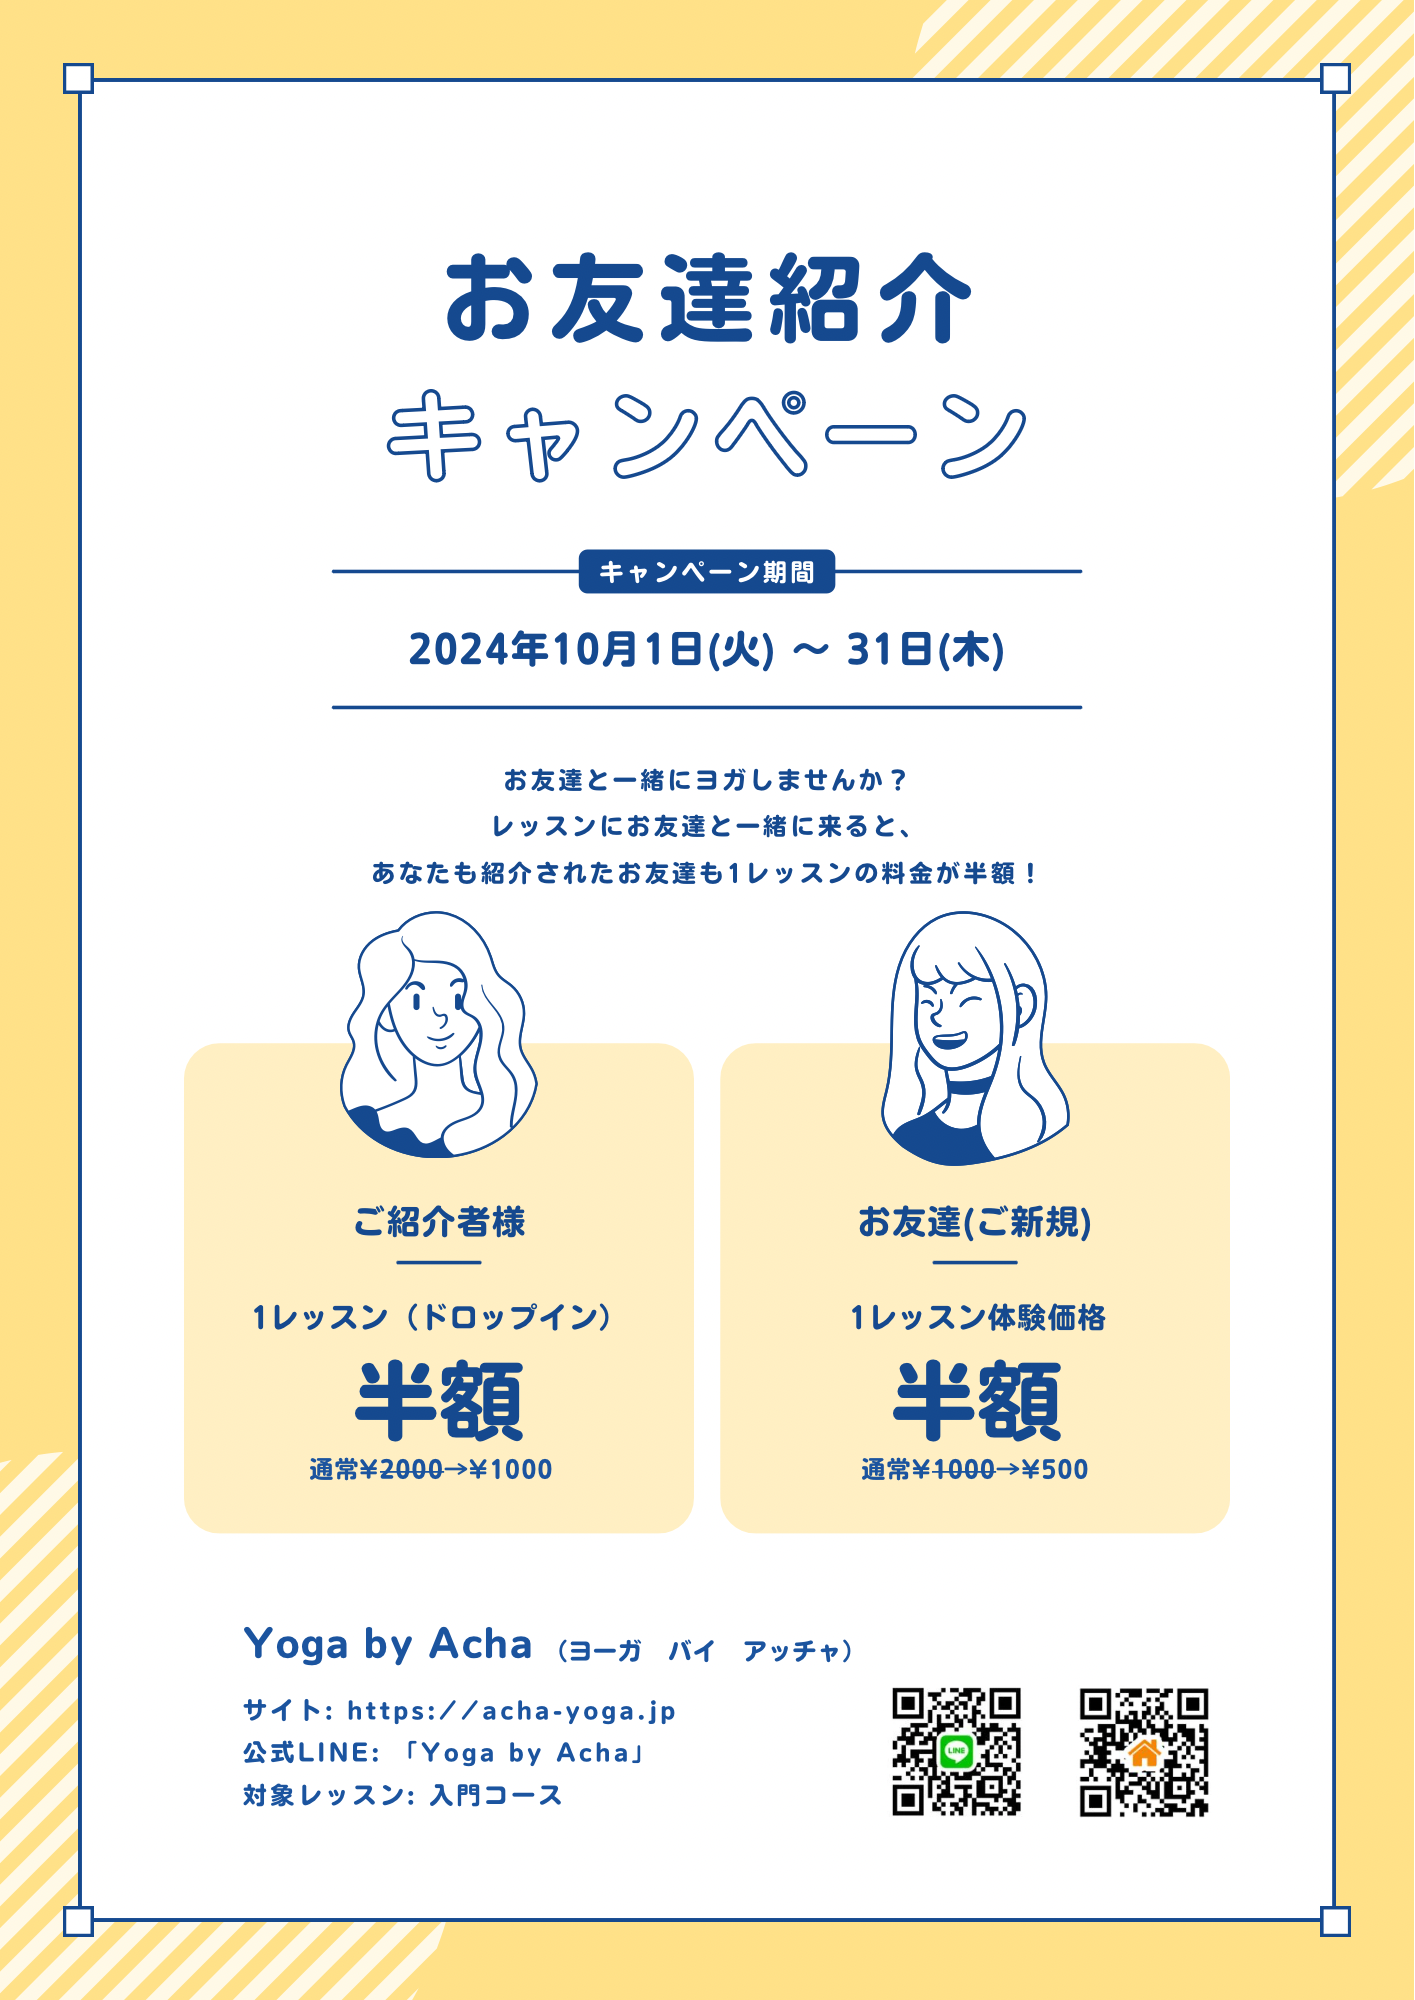 お友達紹介
キャンペーン
キャンペーン期間
2024年10月1日(火) ～ 31日(木)
お友達と一緒にヨガしませんか？
レッスンにお友達と一緒に来ると、
あなたも紹介されたお友達も1レッスンの料金が半額！
ご紹介者様
1レッスン（ドロップイン）
半額
通常¥2000→¥1000
お友達(ご新規)
1レッスン体験価格
半額
通常¥1000→¥500
Yoga by Acha （ヨーガ　バイ　アッチャ）
サイト: https://acha-yoga.jp
公式LINE: 「Yoga by Acha」
対象レッスン: 入門コース
LINE